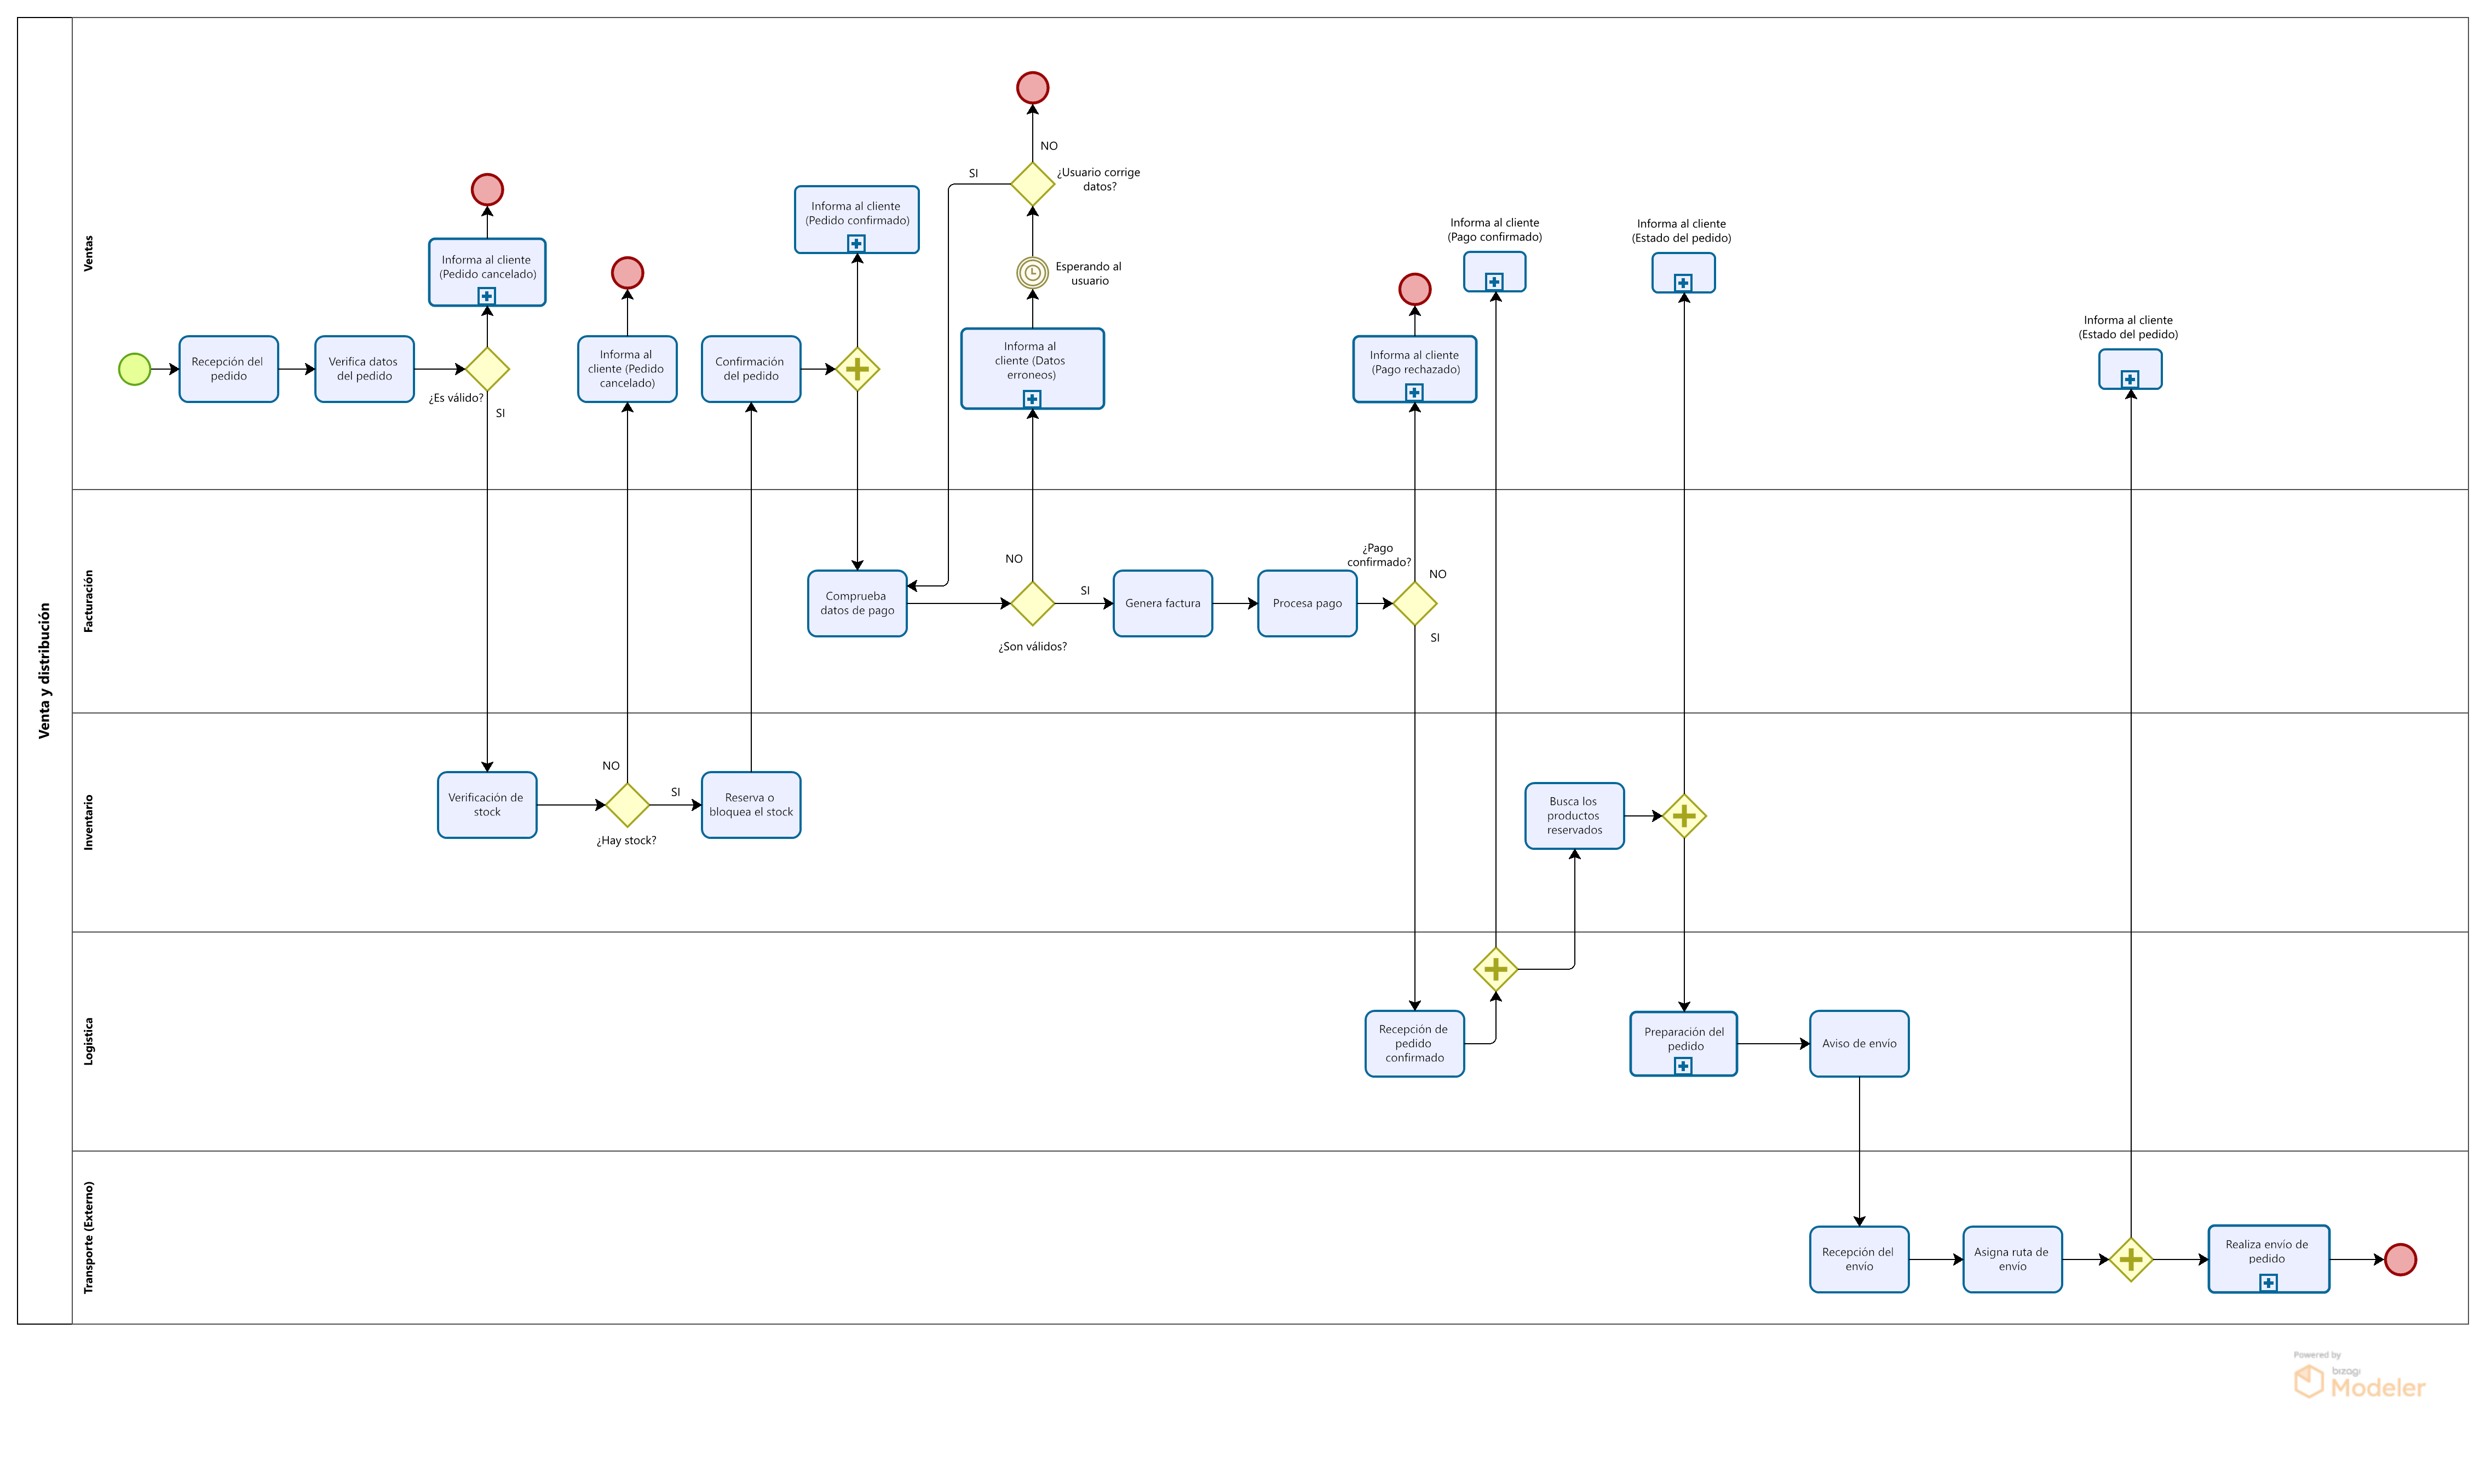 Venta y distribución
Ventas
Recepción del
pedido
Verifica datos
del pedido
¿Es válido?
SI
Informa al cliente
(Pedido cancelado)
Informa al
cliente (Pedido
cancelado)
Confirmación
del pedido
Informa al cliente
(Pedido confirmado)
NO
SI
¿Usuario corrige
datos?
Esperando al
usuario
Informa al
cliente (Datos
erroneos)
Informa al cliente
(Pago rechazado)
Informa al cliente
(Pago confirmado)
Informa al cliente
(Estado del pedido)
Informa al cliente
(Estado del pedido)
Facturación
Comprueba
datos de pago
NO
¿Son válidos?
SI
Genera factura
Procesa pago
¿Pago
confirmado?
NO
SI
Inventario
Verificación de
stock
NO
¿Hay stock?
SI
Reserva o
bloquea el stock
Busca los
productos
reservados
Logistica
Recepción de
pedido
confirmado
Preparación del
pedido
Aviso de envio
Transporte (Externo)
Recepción del
envío
Asigna ruta de
envío
Realiza envío de
pedido
Powered by
bizagi
Modeler